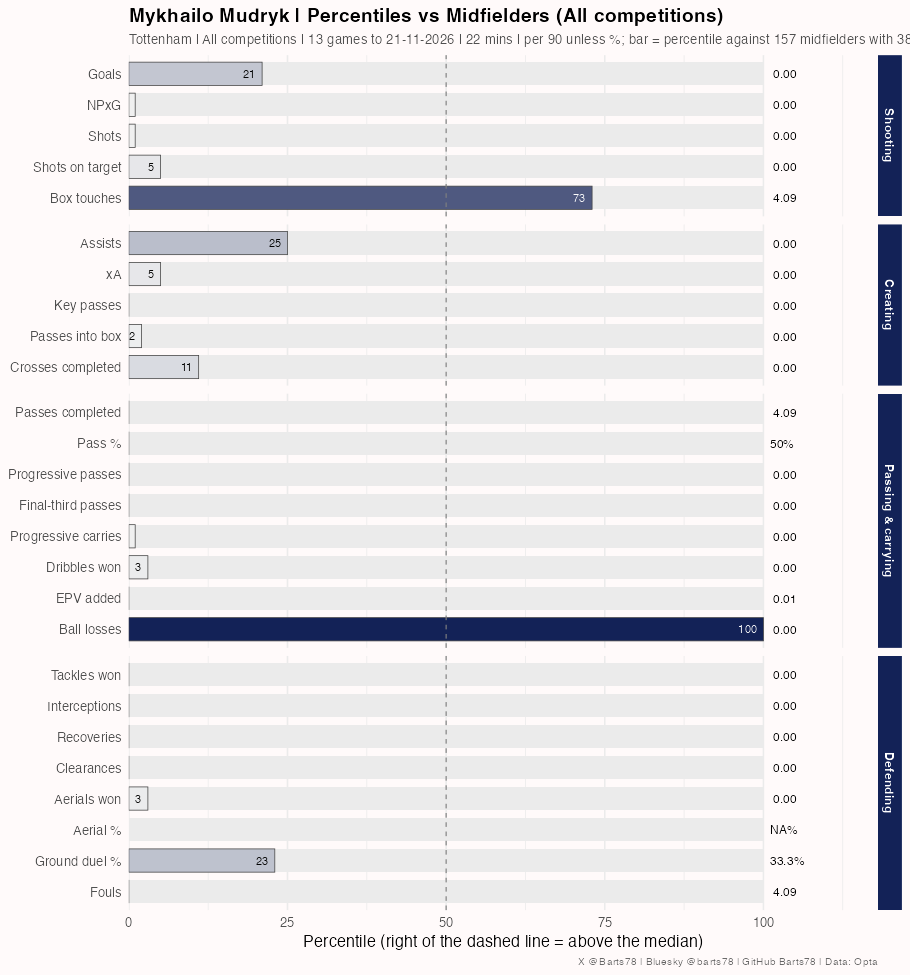 Mykhailo Mudryk | Percentiles vs Midfielders (All competitions)
Tottenham | All competitions | 13 games to 21-11-2026 | 22 mins | per 90 unless %; bar = percentile against 157 midfielders with 38
Goals 21 0.00
NPxG 0.00
Shots 0.00
Shots on target 5 0.00
Box touches 73 4.09
Shooting
Assists 25 0.00
xA 5 0.00
Key passes 0.00
Passes into box 2 0.00
Crosses completed 11 0.00
Creating
Passes completed 4.09
Pass % 50%
Progressive passes 0.00
Final-third passes 0.00
Progressive carries 0.00
Dribbles won 3 0.00
EPV added 0.01
Ball losses 100 0.00
Passing & carrying
Tackles won 0.00
Interceptions 0.00
Recoveries 0.00
Clearances 0.00
Aerials won 3 0.00
Aerial % NA%
Ground duel % 23 33.3%
Fouls 4.09
Defending
0 25 50 75 100
Percentile (right of the dashed line = above the median)
X @Barts78 | Bluesky @barts78 | GitHub Barts78 | Data: Opta